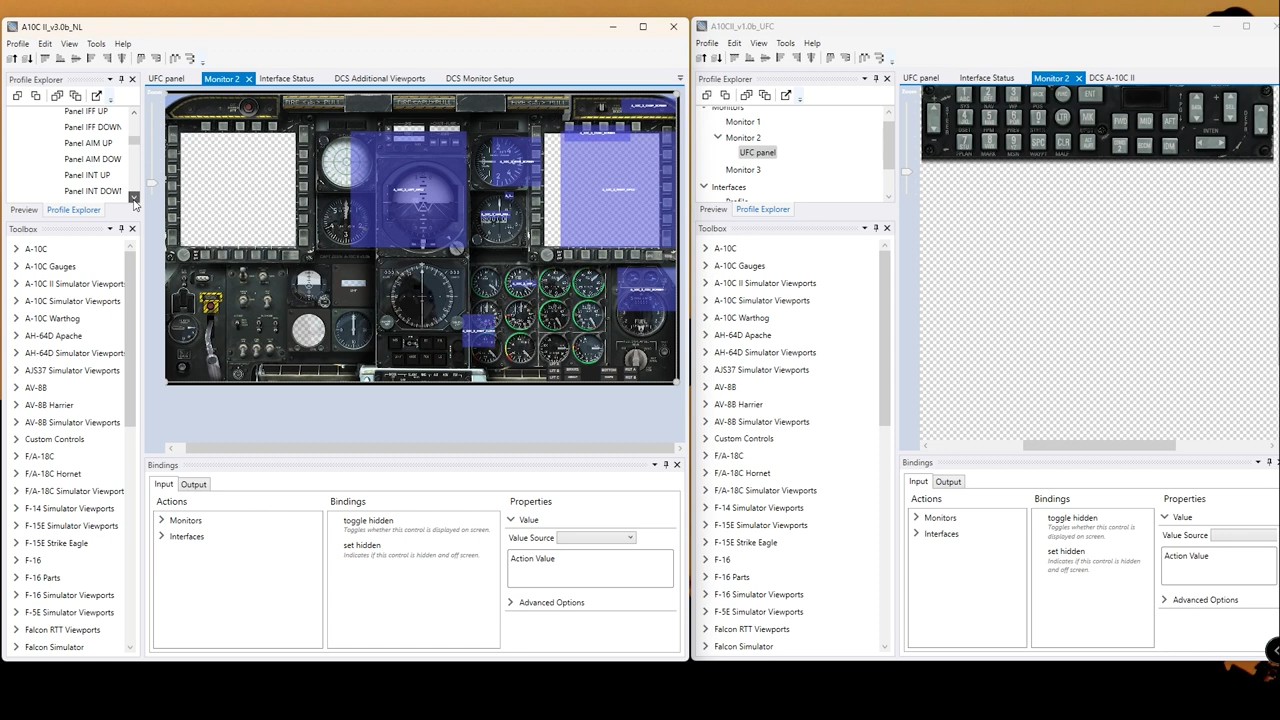 A10C II_v3.0b_NL
Profile Edit View Tools Help
Profile Explorer
Panel IFF UP
Panel IFF DOWN
Panel AIM UP
Panel AIM DOW
Panel INT UP
Panel INT DOWN
Preview Profile Explorer
Toolbox
A-10C
A-10C Gauges
A-10C II Simulator Viewports
A-10C Simulator Viewports
A-10C Warthog
AH-64D Apache
AH-64D Simulator Viewports
AJS37 Simulator Viewports
AV-8B
AV-8B Harrier
AV-8B Simulator Viewports
Custom Controls
F/A-18C
F/A-18C Hornet
F/A-18C Simulator Viewports
F-14 Simulator Viewports
F-15E Simulator Viewports
F-15E Strike Eagle
F-16
F-16 Parts
F-16 Simulator Viewports
F-5E Simulator Viewports
Falcon RTT Viewports
Falcon Simulator
UFC panel Monitor 2 Interface Status DCS Additional Viewports DCS Monitor Setup
Bindings
Input Output
Actions
Monitors
Interfaces
Bindings
toggle hidden
Toggles whether this control is displayed on screen.
set hidden
Indicates if this control is hidden and off screen.
Properties
Value
Value Source
Action Value
Advanced Options
A10CII_v1.0b_UFC
Profile Edit View Tools Help
Profile Explorer
Monitors
Monitor 1
Monitor 2
UFC panel
Monitor 3
Interfaces
Preview Profile Explorer
Toolbox
A-10C
A-10C Gauges
A-10C II Simulator Viewports
A-10C Simulator Viewports
A-10C Warthog
AH-64D Apache
AH-64D Simulator Viewports
AJS37 Simulator Viewports
AV-8B
AV-8B Harrier
AV-8B Simulator Viewports
Custom Controls
F/A-18C
F/A-18C Hornet
F/A-18C Simulator Viewports
F-14 Simulator Viewports
F-15E Simulator Viewports
F-15E Strike Eagle
F-16
F-16 Parts
F-16 Simulator Viewports
F-5E Simulator Viewports
Falcon RTT Viewports
Falcon Simulator
UFC panel Interface Status Monitor 2 DCS A-10C II
ENT
LTR MK
SPC CLR
Bindings
Input Output
Actions
Monitors
Interfaces
Bindings
toggle hidden
Toggles whether this control is
displayed on screen.
set hidden
Indicates if this control is hidden
and off screen.
Properties
Value
Value Source
Action Value
Advanced Options